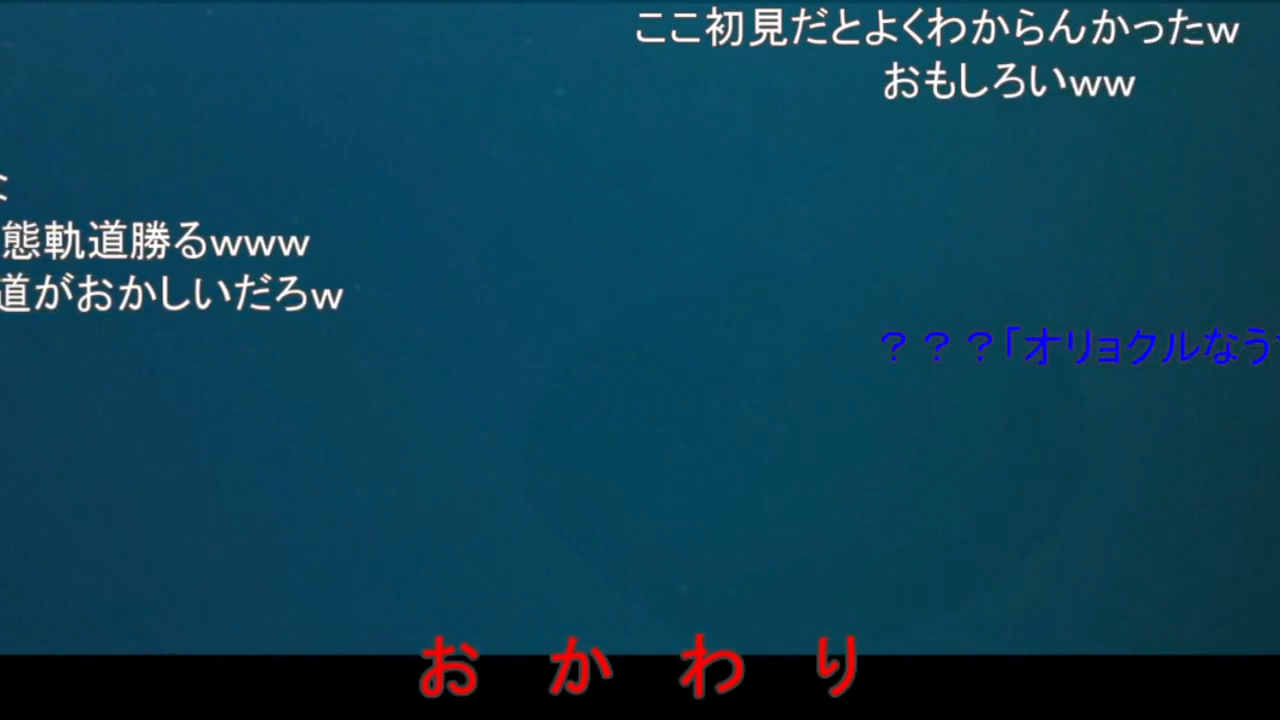 ここ初見だとよくわからんかったw
おもしろいww
態軌道勝るwww
道がおかしいだろw
？？？「オリョクルなう
おかわり